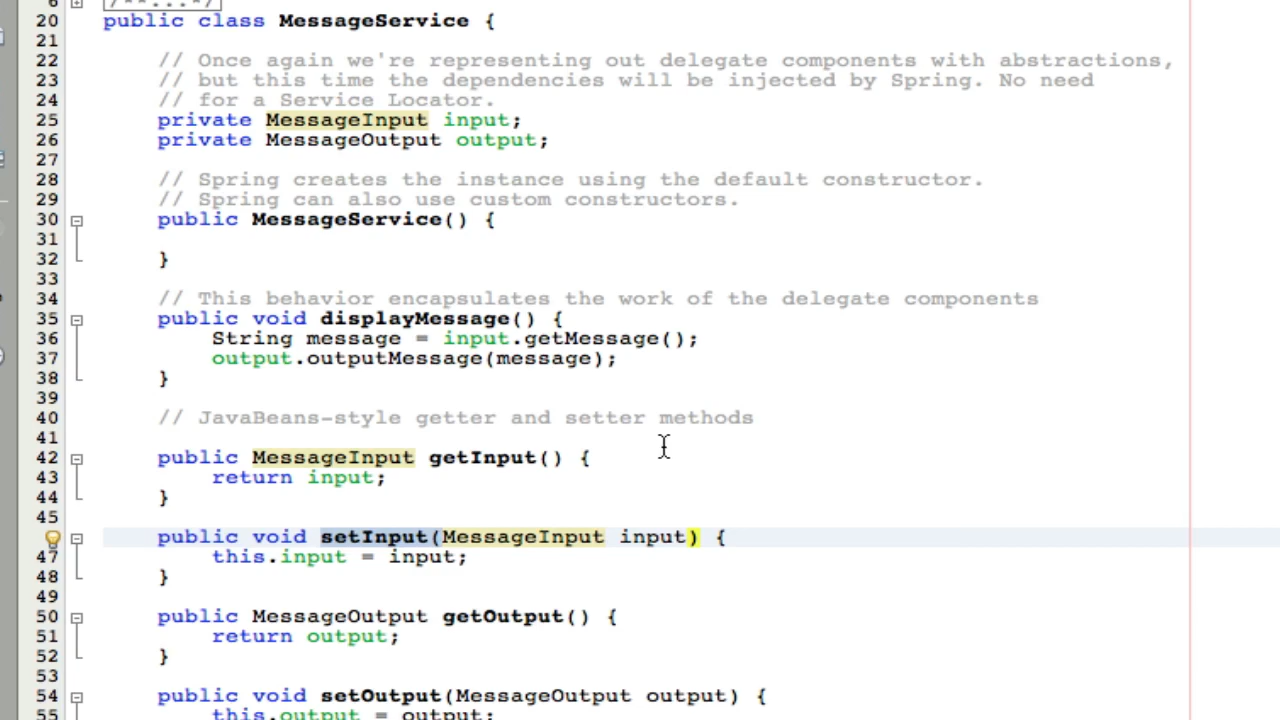 6 /**...*/
20 public class MessageService {
21
22 // Once again we're representing out delegate components with abstractions,
23 // but this time the dependencies will be injected by Spring. No need
24 // for a Service Locator.
25 private MessageInput input;
26 private MessageOutput output;
27
28 // Spring creates the instance using the default constructor.
29 // Spring can also use custom constructors.
30 public MessageService() {
31
32 }
33
34 // This behavior encapsulates the work of the delegate components
35 public void displayMessage() {
36 String message = input.getMessage();
37 output.outputMessage(message);
38 }
39
40 // JavaBeans-style getter and setter methods
41
42 public MessageInput getInput() {
43 return input;
44 }
45
public void setInput(MessageInput input) {
47 this.input = input;
48 }
49
50 public MessageOutput getOutput() {
51 return output;
52 }
53
54 public void setOutput(MessageOutput output) {
55 this.output = output;